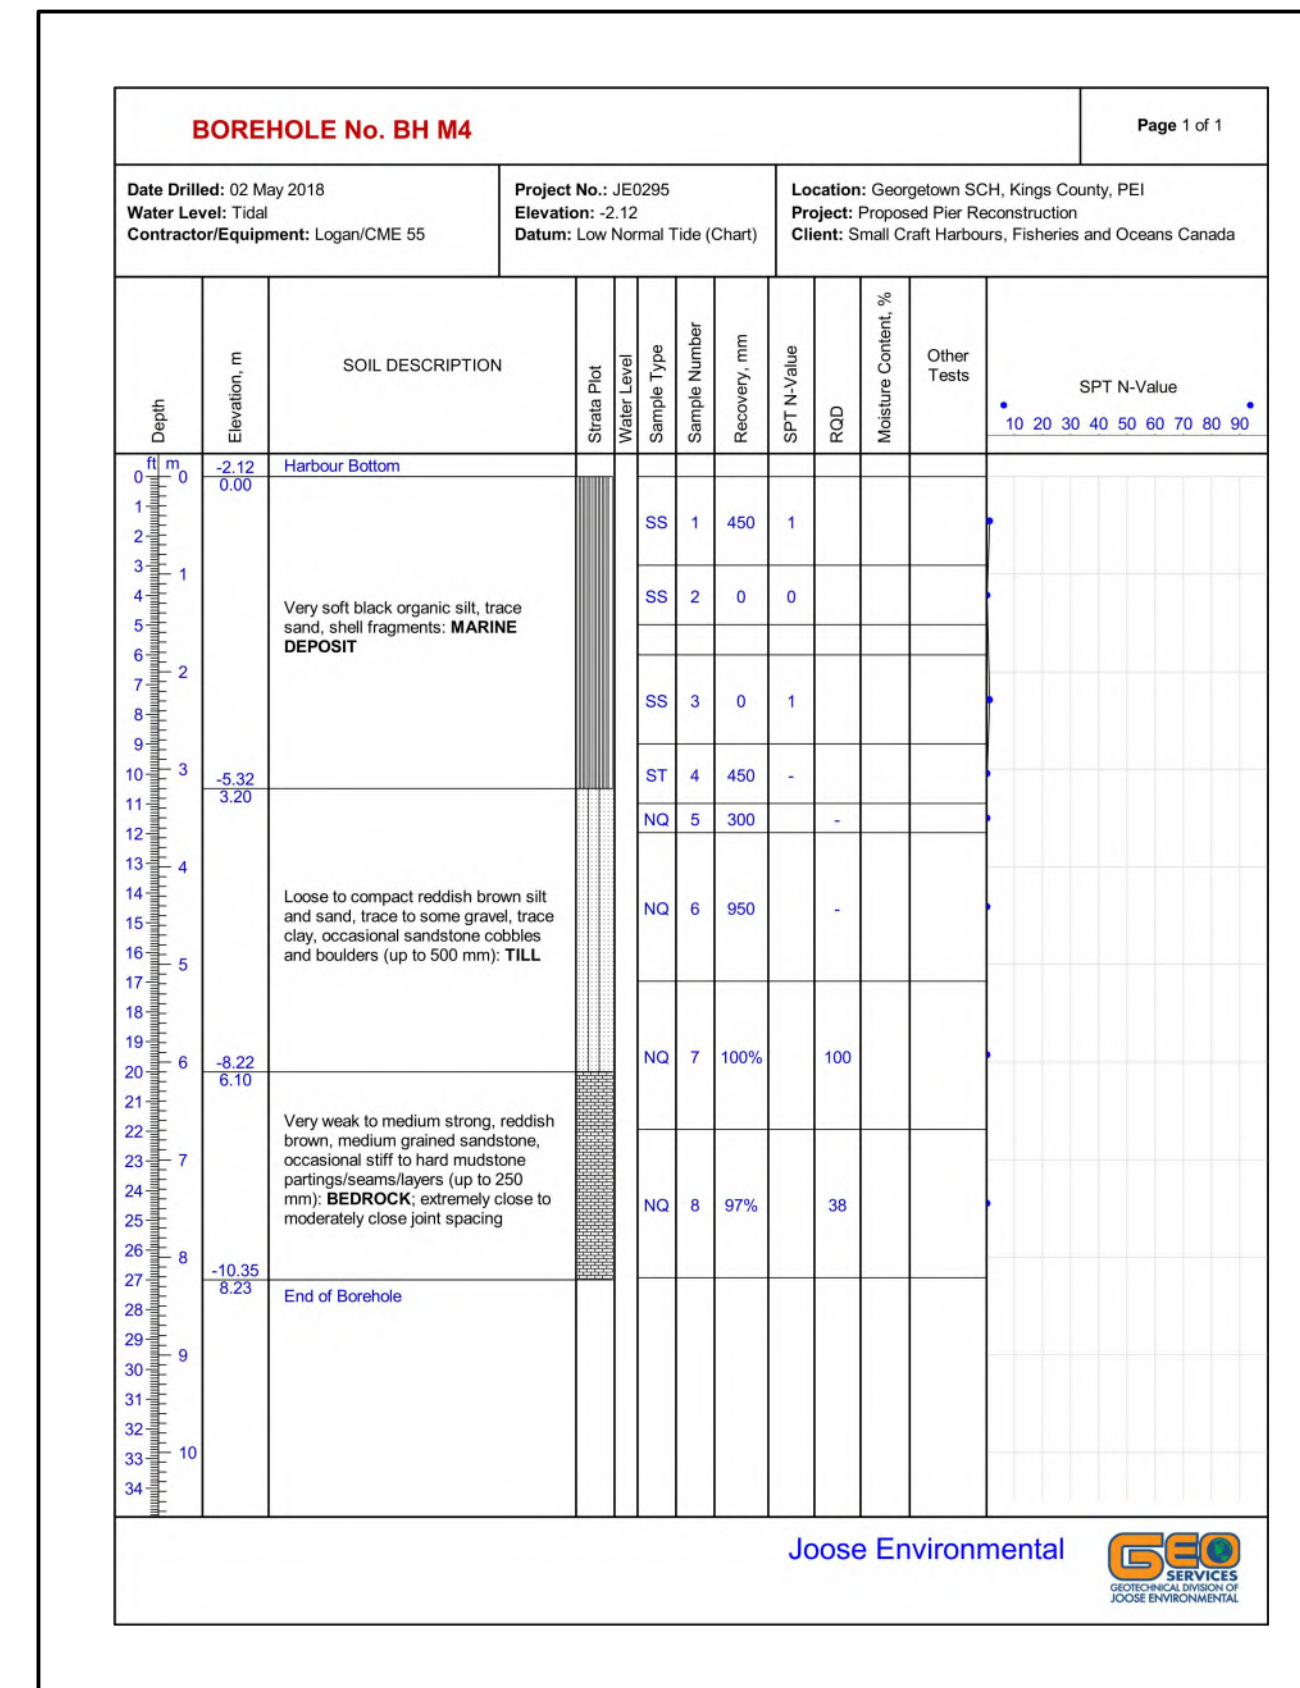 BOREHOLE No. BH M4
Page 1 of 1
Date Drilled: 02 May 2018
Water Level: Tidal
Contractor/Equipment: Logan/CME 55
Project No.: JE0295
Elevation: -2.12
Datum: Low Normal Tide (Chart)
Location: Georgetown SCH, Kings County, PEI
Project: Proposed Pier Reconstruction
Client: Small Craft Harbours, Fisheries and Oceans Canada
Depth
Elevation, m
SOIL DESCRIPTION
Strata Plot
Water Level
Sample Type
Sample Number
Recovery, mm
SPT N-Value
RQD
Moisture Content, %
Other
Tests
SPT N-Value
10 20 30 40 50 60 70 80 90
ft m
0 0
1
2
3
1
4
5
6
2
7
8
9
10 3
11
12
13
4
14
15
16
5
17
18
19
6
20
21
22
23 7
24
25
26
8
27
28
29
9
30
31
32
33 10
34
-2.12
0.00
Harbour Bottom
Very soft black organic silt, trace
sand, shell fragments: MARINE
DEPOSIT
-5.32
3.20
Loose to compact reddish brown silt
and sand, trace to some gravel, trace
clay, occasional sandstone cobbles
and boulders (up to 500 mm): TILL
-8.22
6.10
Very weak to medium strong, reddish
brown, medium grained sandstone,
occasional stiff to hard mudstone
partings/seams/layers (up to 250
mm): BEDROCK; extremely close to
moderately close joint spacing
-10.35
8.23
End of Borehole
SS 1 450 1
SS 2 0 0
SS 3 0 1
ST 4 450 -
NQ 5 300 -
NQ 6 950 -
NQ 7 100% 100
NQ 8 97% 38
Joose Environmental
GEO
SERVICES
GEOTECHNICAL DIVISION OF
JOOSE ENVIRONMENTAL